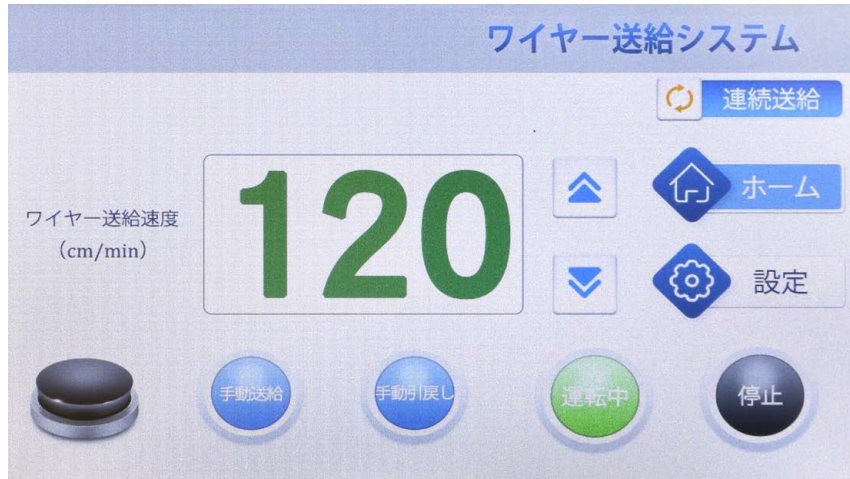 ワイヤー送給システム
連続送給
ワイヤー送給速度
（cm/min）
120
ホーム
設定
手動送給
手動引戻し
運転中
停止